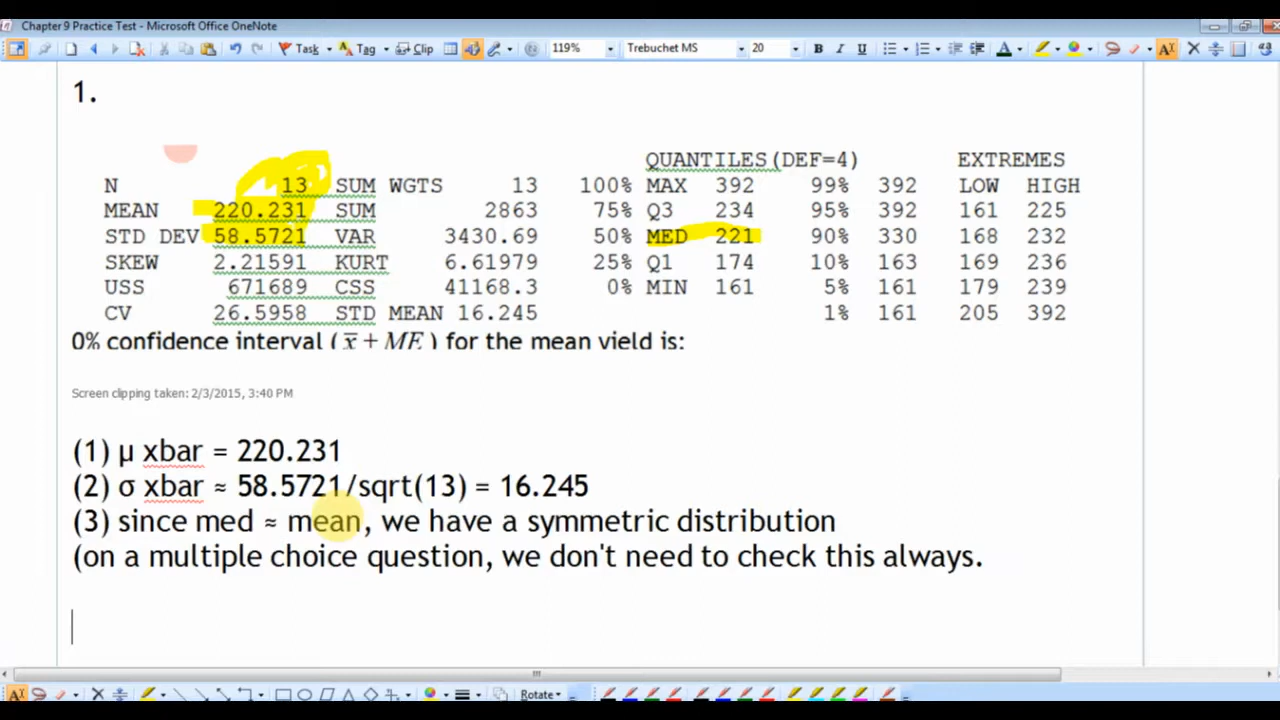 Chapter 9 Practice Test - Microsoft Office OneNote
Task Tag Clip 119% Trebuchet MS 20 B I U A
1.
QUANTILES(DEF=4) EXTREMES
N 13 SUM WGTS 13 100% MAX 392 99% 392 LOW HIGH
MEAN 220.231 SUM 2863 75% Q3 234 95% 392 161 225
STD DEV 58.5721 VAR 3430.69 50% MED 221 90% 330 168 232
SKEW 2.21591 KURT 6.61979 25% Q1 174 10% 163 169 236
USS 671689 CSS 41168.3 0% MIN 161 5% 161 179 239
CV 26.5958 STD MEAN 16.245 1% 161 205 392
0% confidence interval ( x̅ + ME ) for the mean yield is:
Screen clipping taken: 2/3/2015, 3:40 PM
(1) µ xbar = 220.231
(2) σ xbar ≈ 58.5721/sqrt(13) = 16.245
(3) since med ≈ mean, we have a symmetric distribution
(on a multiple choice question, we don't need to check this always.
Rotate